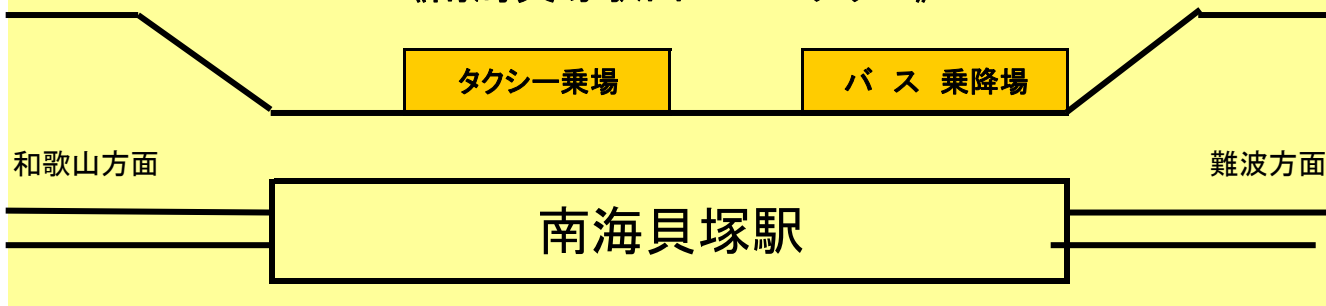 タクシー乗場
バ ス 乗降場
和歌山方面
難波方面
南海貝塚駅